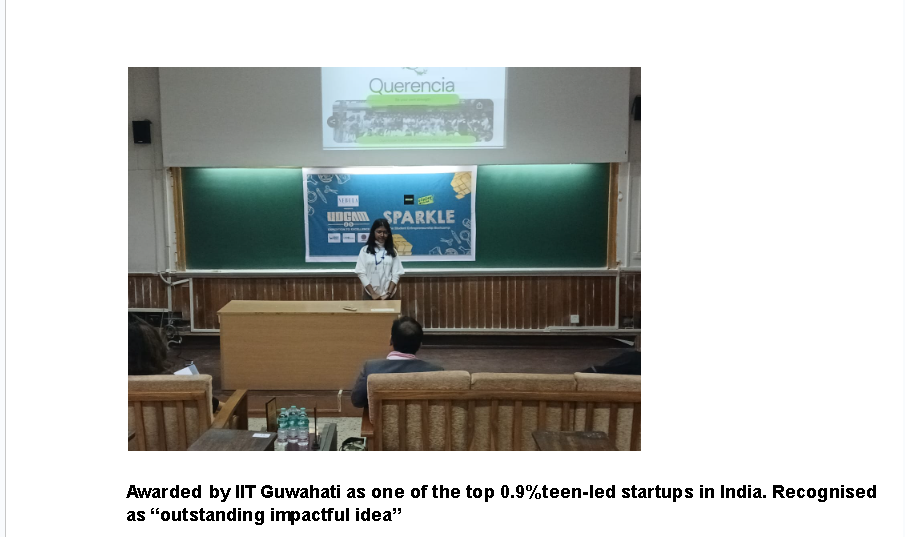 Querencia
UDGAM
SPARKLE
Awarded by IIT Guwahati as one of the top 0.9%teen-led startups in India. Recognised
as “outstanding impactful idea”